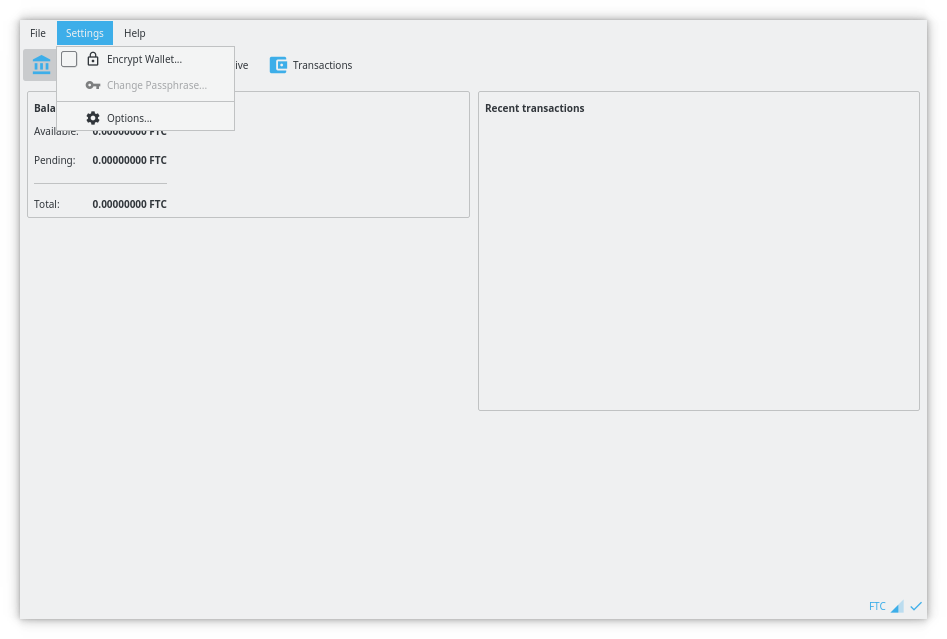 File Settings Help
Encrypt Wallet...
Change Passphrase...
Options...
ive Transactions
Bala
Available: 0.00000000 FTC
Pending: 0.00000000 FTC
Total: 0.00000000 FTC
Recent transactions
FTC